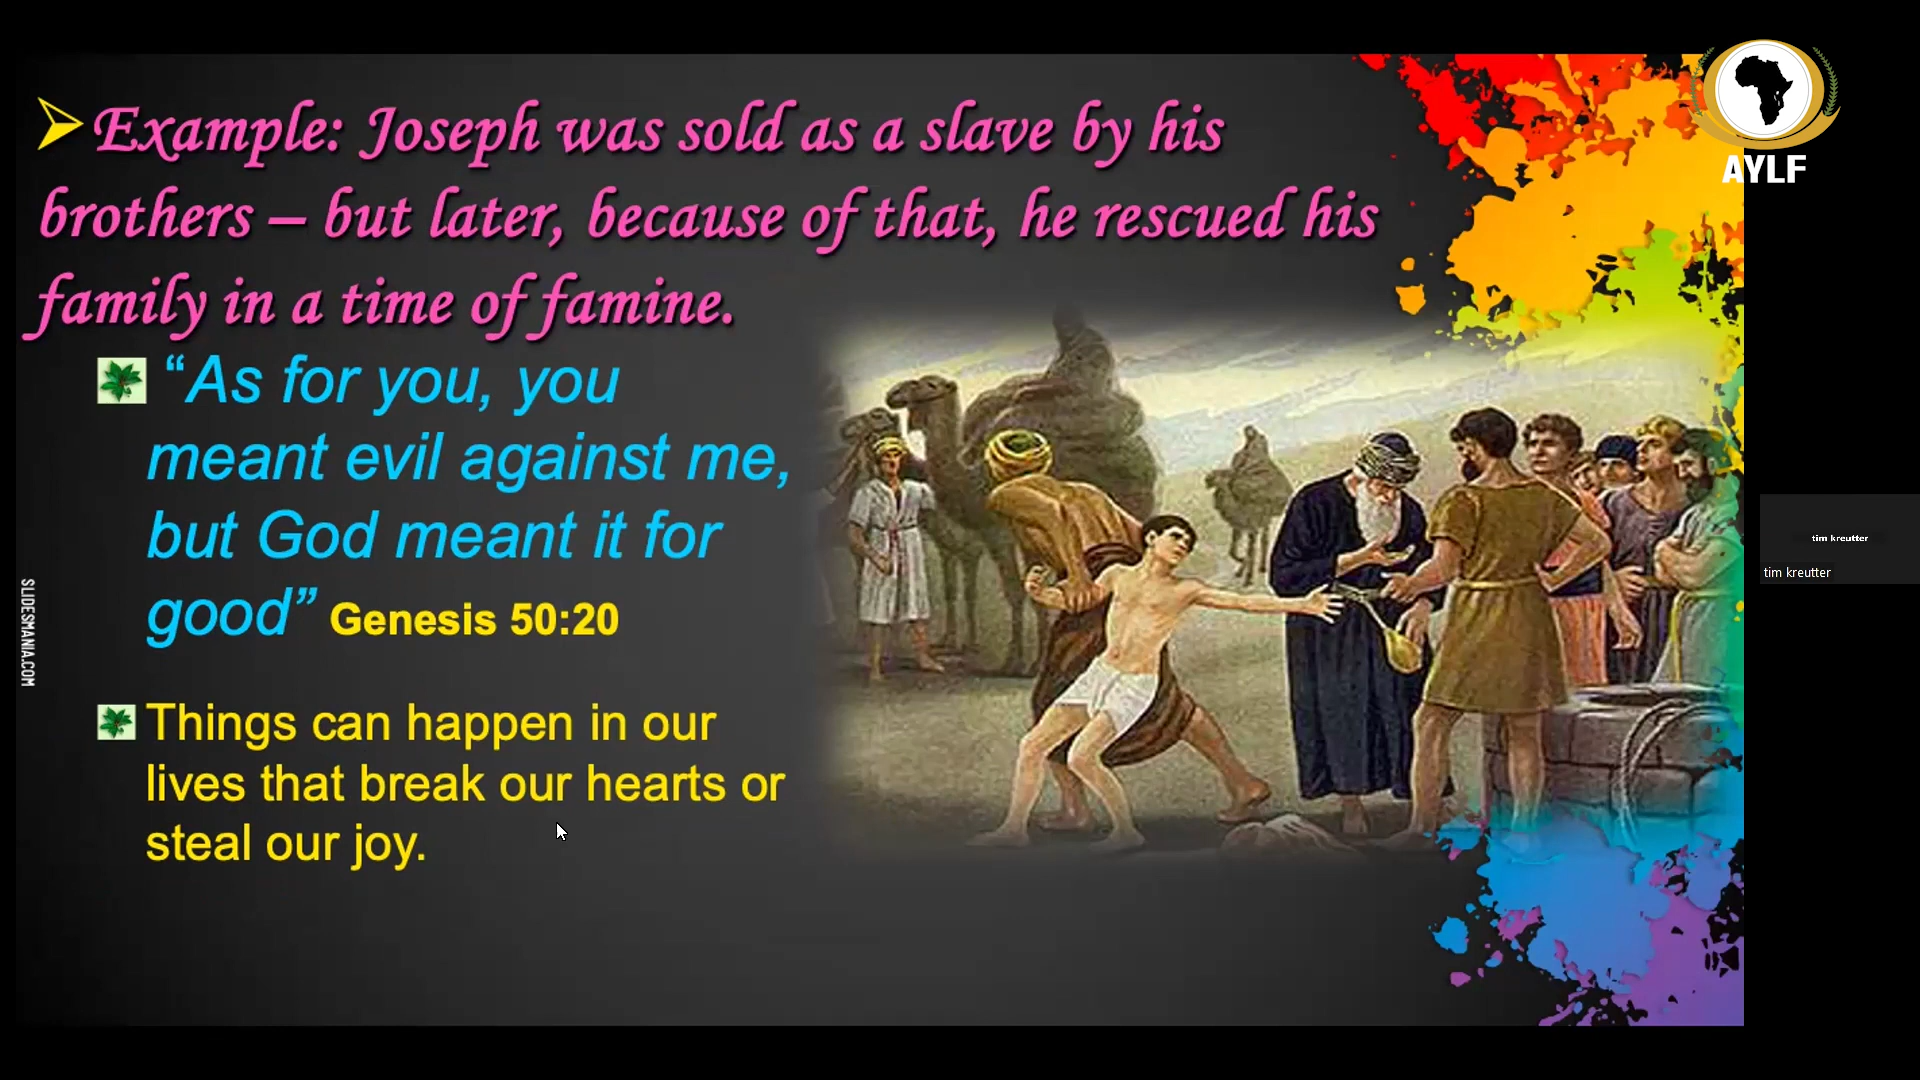 Example: Joseph was sold as a slave by his
brothers – but later, because of that, he rescued his
family in a time of famine.
“As for you, you
meant evil against me,
but God meant it for
good” Genesis 50:20
Things can happen in our
lives that break our hearts or
steal our joy.
SLIDESMANIA.COM
AYLF
tim kreutter
tim kreutter